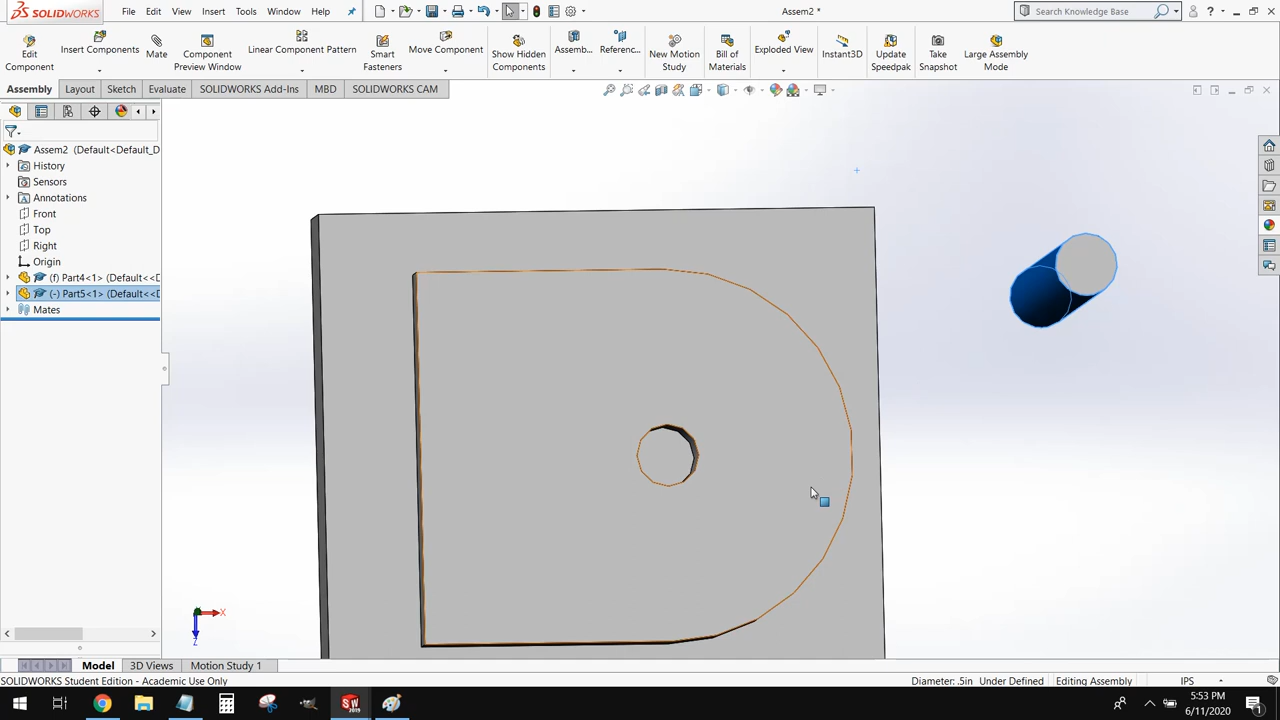 SOLIDWORKS File Edit View Insert Tools Window Help Assem2 * Search Knowledge Base ?
Edit Component Insert Components Mate Component Preview Window Linear Component Pattern Smart Fasteners Move Component Show Hidden Components Assemb... Referenc... New Motion Study Bill of Materials Exploded View Instant3D Update Speedpak Take Snapshot Large Assembly Mode
Assembly Layout Sketch Evaluate SOLIDWORKS Add-Ins MBD SOLIDWORKS CAM
Assem2 (Default<Default_D
History
Sensors
Annotations
Front
Top
Right
Origin
(f) Part4<1> (Default<<D
(-) Part5<1> (Default<<D
Mates
X
Z
Model 3D Views Motion Study 1
SOLIDWORKS Student Edition - Academic Use Only Diameter: .5in Under Defined Editing Assembly IPS
5:53 PM
6/11/2020